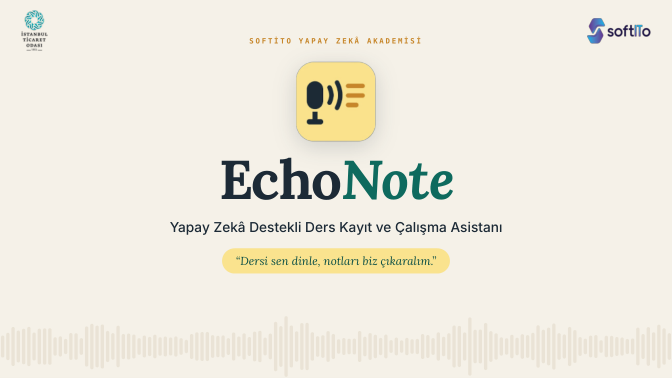 İSTANBUL
TİCARET
ODASI
SOFTİTO YAPAY ZEKÂ AKADEMİSİ
softITo
EchoNote
Yapay Zekâ Destekli Ders Kayıt ve Çalışma Asistanı
“Dersi sen dinle, notları biz çıkaralım.”